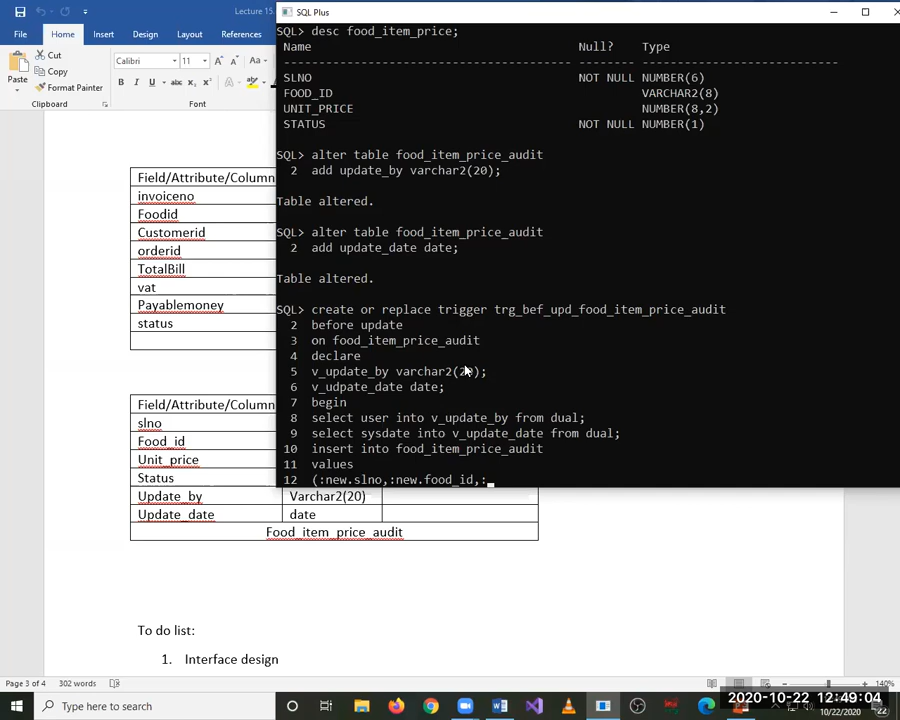 Lecture 15.
SQL Plus
File Home Insert Design Layout References
Cut
Copy
Format Painter
Paste
Clipboard
Calibri 11
Font
SQL> desc food_item_price;
Name Null? Type
SLNO NOT NULL NUMBER(6)
FOOD_ID VARCHAR2(8)
UNIT_PRICE NUMBER(8,2)
STATUS NOT NULL NUMBER(1)
SQL> alter table food_item_price_audit
2 add update_by varchar2(20);
Table altered.
SQL> alter table food_item_price_audit
2 add update_date date;
Table altered.
SQL> create or replace trigger trg_bef_upd_food_item_price_audit
2 before update
3 on food_item_price_audit
4 declare
5 v_update_by varchar2(20);
6 v_udpate_date date;
7 begin
8 select user into v_update_by from dual;
9 select sysdate into v_update_date from dual;
10 insert into food_item_price_audit
11 values
12 (:new.slno,:new.food_id,:
Field/Attribute/Column
invoiceno
Foodid
Customerid
orderid
TotalBill
vat
Payablemoney
status
Field/Attribute/Column
slno
Food_id
Unit_price
Status
Update_by Varchar2(20)
Update_date date
Food_item_price_audit
To do list:
1. Interface design
Page 3 of 4 302 words 140%
Type here to search
2020-10-22 12:49:04
10/22/2020